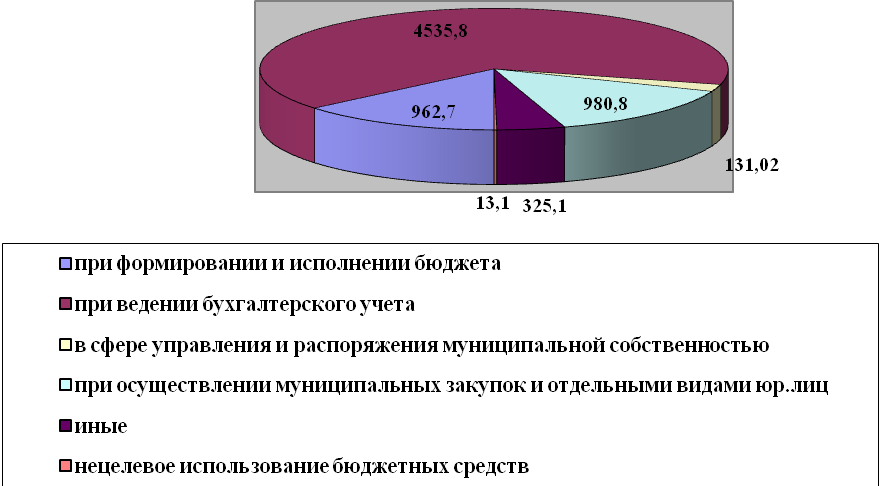 4535,8
962,7
980,8
131,02
13,1
325,1
при формировании и исполнении бюджета
при ведении бухгалтерского учета
в сфере управления и распоряжения муниципальной собственностью
при осуществлении муниципальных закупок и отдельными видами юр.лиц
иные
нецелевое использование бюджетных средств